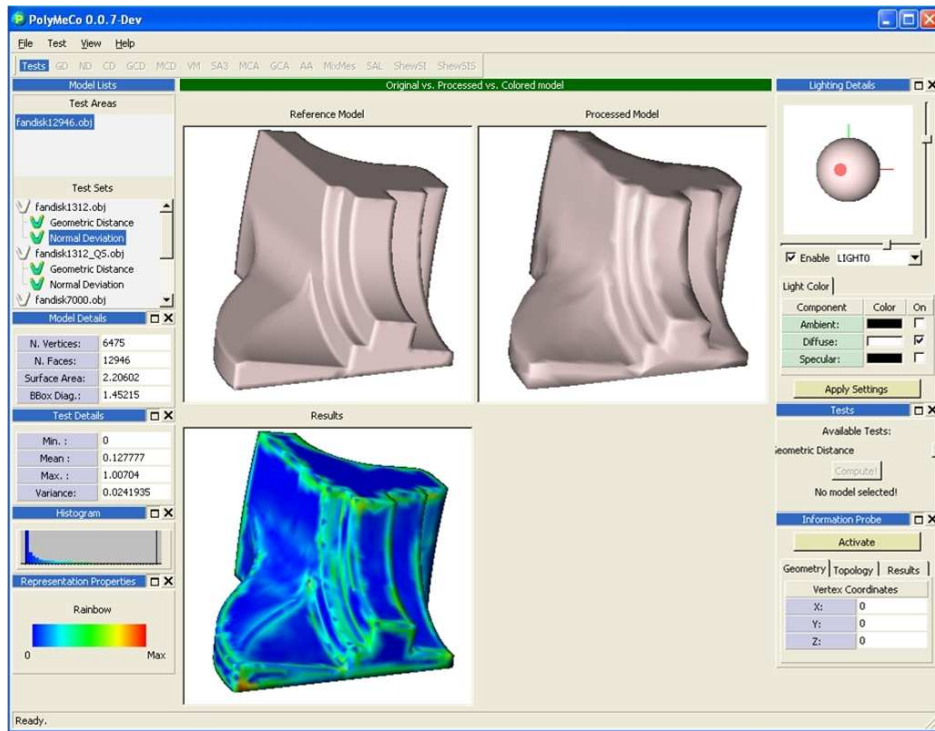 PolyMeCo 0.0.7-Dev
File Test View Help
Tests GD ND CD GCD MCD VM SA3 MCA GCA AA MixMes SAL ShewSI ShewSIS
Model Lists
Test Areas
fandisk12946.obj
Test Sets
fandisk1312.obj
Geometric Distance
Normal Deviation
fandisk1312_Q5.obj
Geometric Distance
Normal Deviation
fandisk7000.obj
Model Details
N. Vertices: 6475
N. Faces: 12946
Surface Area: 2.20602
BBox Diag.: 1.45215
Test Details
Min. : 0
Mean : 0.127777
Max. : 1.00704
Variance: 0.0241935
Histogram
Representation Properties
Rainbow
0 Max
Original vs. Processed vs. Colored model
Reference Model Processed Model
Results
Lighting Details
Enable LIGHT0
Light Color
Component Color On
Ambient:
Diffuse:
Specular:
Apply Settings
Tests
Available Tests:
Geometric Distance
Compute!
No model selected!
Information Probe
Activate
Geometry Topology Results
Vertex Coordinates
X: 0
Y: 0
Z: 0
Ready.